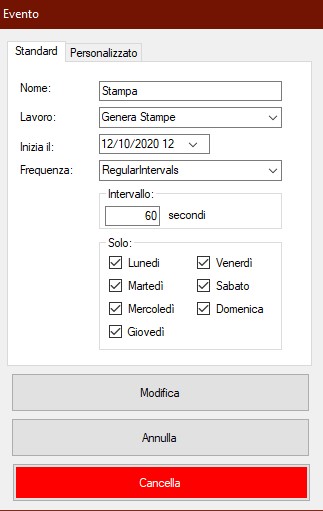 Evento
Standard
Personalizzato
Nome: Stampa
Lavoro: Genera Stampe
Inizia il: 12/10/2020 12
Frequenza: RegularIntervals
Intervallo:
60 secondi
Solo:
Lunedi Venerdì
Martedì Sabato
Mercoledì Domenica
Giovedì
Modifica
Annulla
Cancella